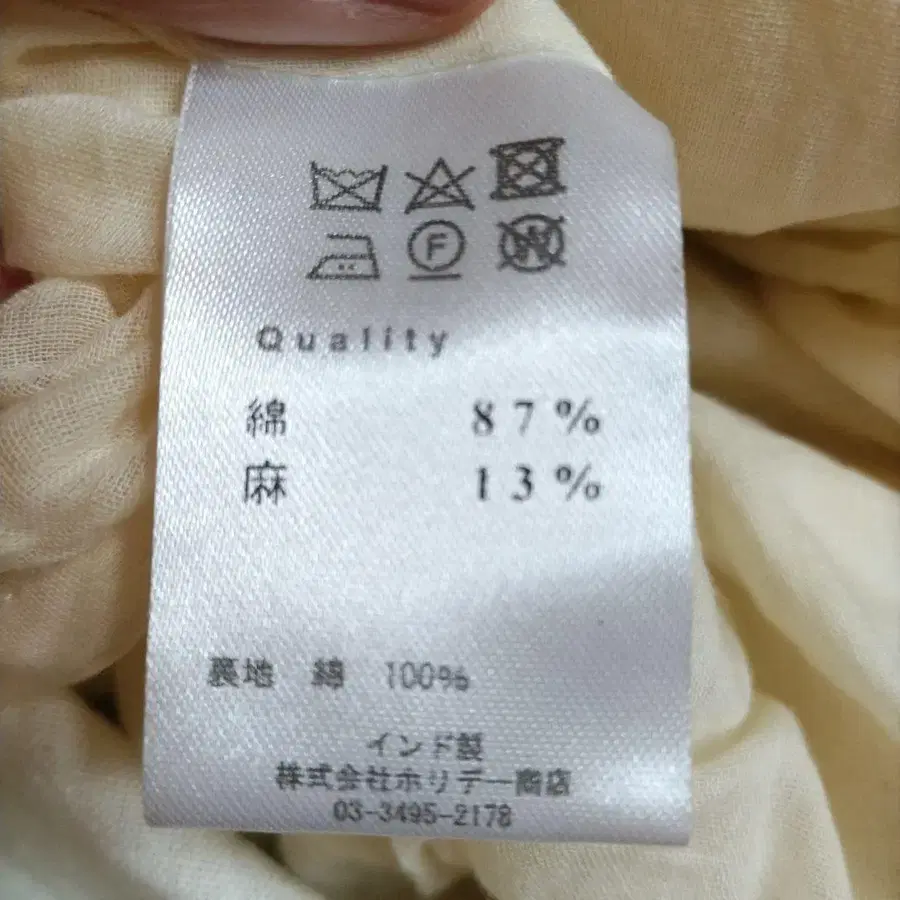 F W
Quality
綿 87%
麻 13%
裏地 綿 100%
インド製
株式会社ホリデー商店
03-3495-2178